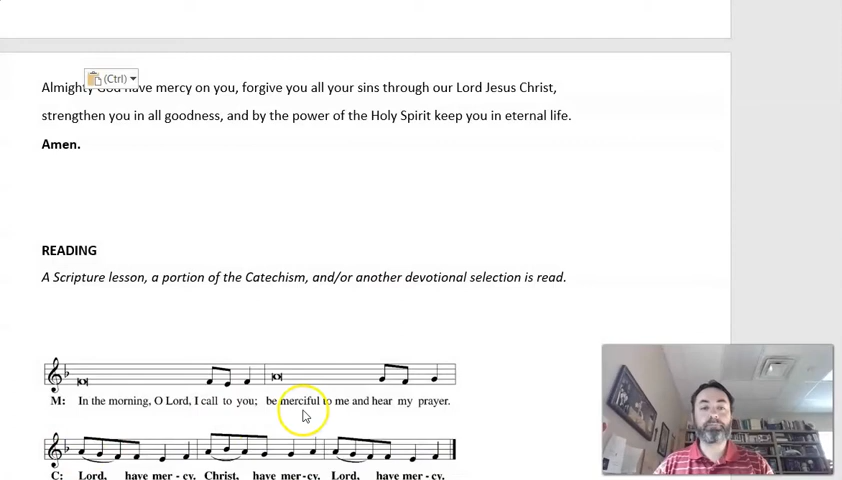 (Ctrl)
Almighty God have mercy on you, forgive you all your sins through our Lord Jesus Christ,
strengthen you in all goodness, and by the power of the Holy Spirit keep you in eternal life.
Amen.
READING
A Scripture lesson, a portion of the Catechism, and/or another devotional selection is read.
M: In the morning, O Lord, I call to you; be merciful to me and hear my prayer.
C: Lord, have mer - cy. Christ, have mer - cy. Lord, have mer - cy.